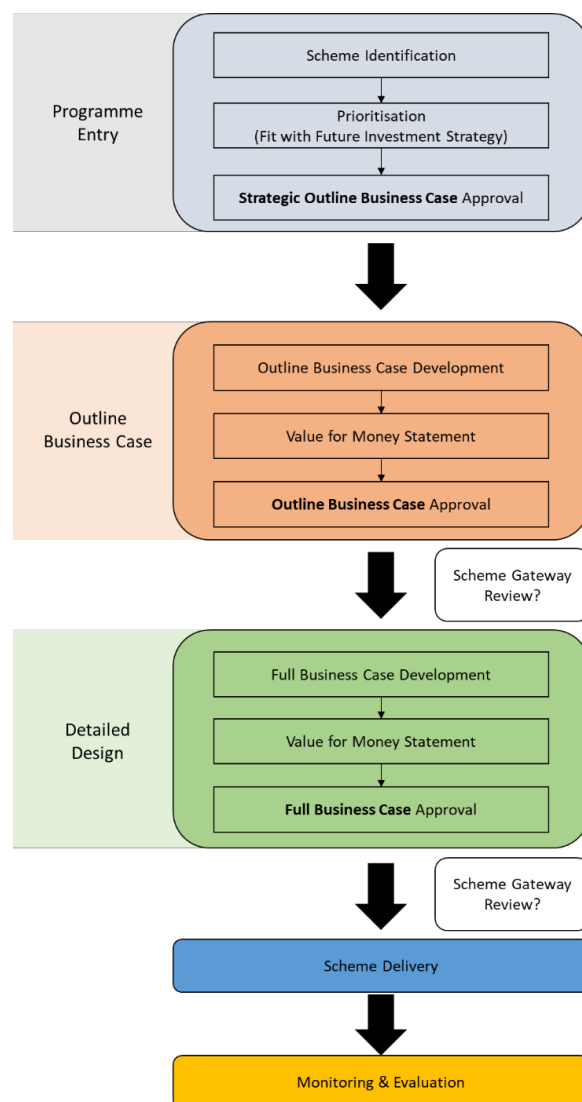 Programme
Entry
Scheme Identification
Prioritisation
(Fit with Future Investment Strategy)
Strategic Outline Business Case Approval
Outline
Business Case
Outline Business Case Development
Value for Money Statement
Outline Business Case Approval
Scheme Gateway
Review?
Detailed
Design
Full Business Case Development
Value for Money Statement
Full Business Case Approval
Scheme Gateway
Review?
Scheme Delivery
Monitoring & Evaluation